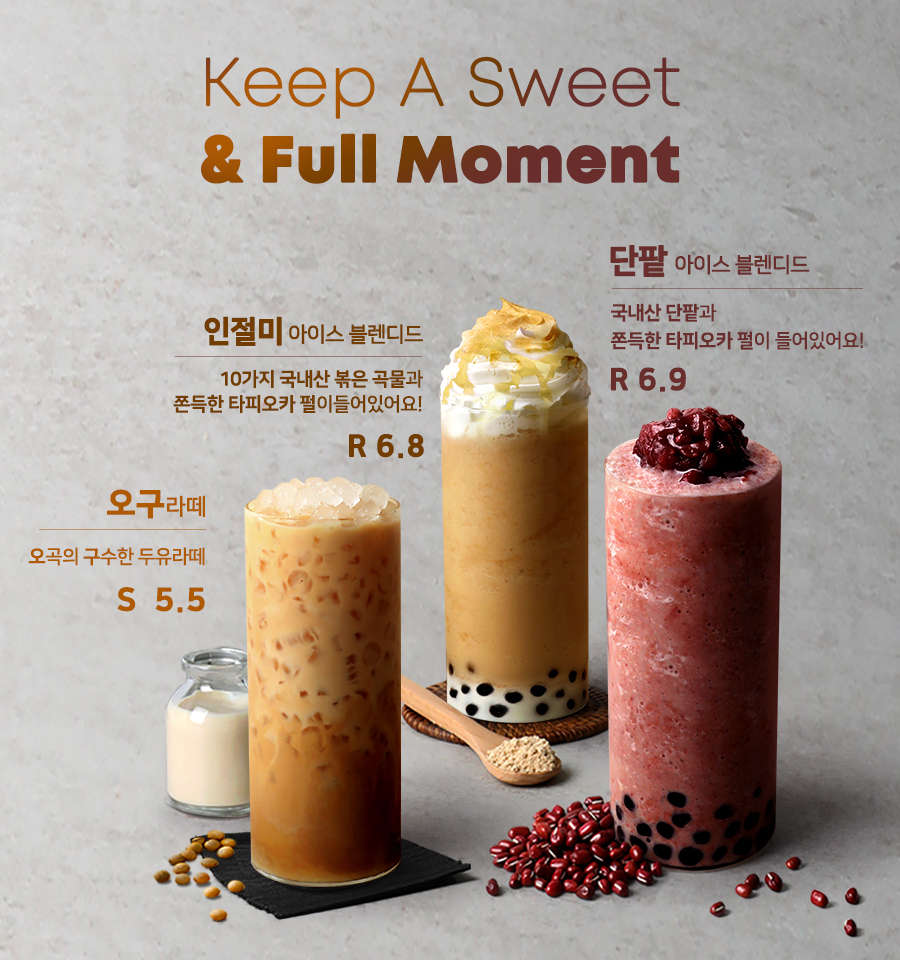 Keep A Sweet
& Full Moment
단팥 아이스 블렌디드
국내산 단팥과
쫀득한 타피오카 펄이 들어있어요!
R 6.9
인절미 아이스 블렌디드
10가지 국내산 볶은 곡물과
쫀득한 타피오카 펄이들어있어요!
R 6.8
오구라떼
오곡의 구수한 두유라떼
S 5.5